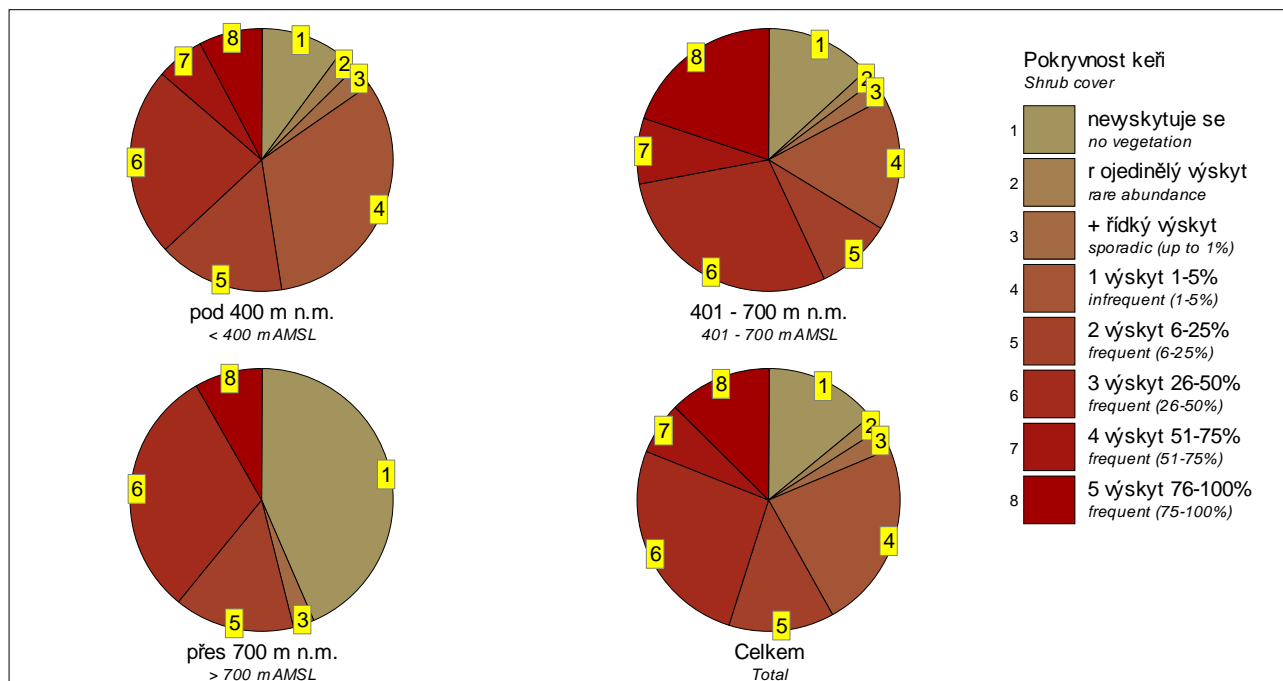 8
1
7
2
3
6
4
5
pod 400 m n.m.
< 400 m AMSL
8
1
2
3
7
4
5
6
401 - 700 m n.m.
401 - 700 m AMSL
8
1
6
5
3
přes 700 m n.m.
> 700 m AMSL
8
1
7
2
3
4
6
5
Celkem
Total
Pokryvnost keři
Shrub cover
1 newskytuje se
no vegetation
2 r ojedinělý výskyt
rare abundance
3 + řídký výskyt
sporadic (up to 1%)
4 1 výskyt 1-5%
infrequent (1-5%)
5 2 výskyt 6-25%
frequent (6-25%)
6 3 výskyt 26-50%
frequent (26-50%)
7 4 výskyt 51-75%
frequent (51-75%)
8 5 výskyt 76-100%
frequent (75-100%)